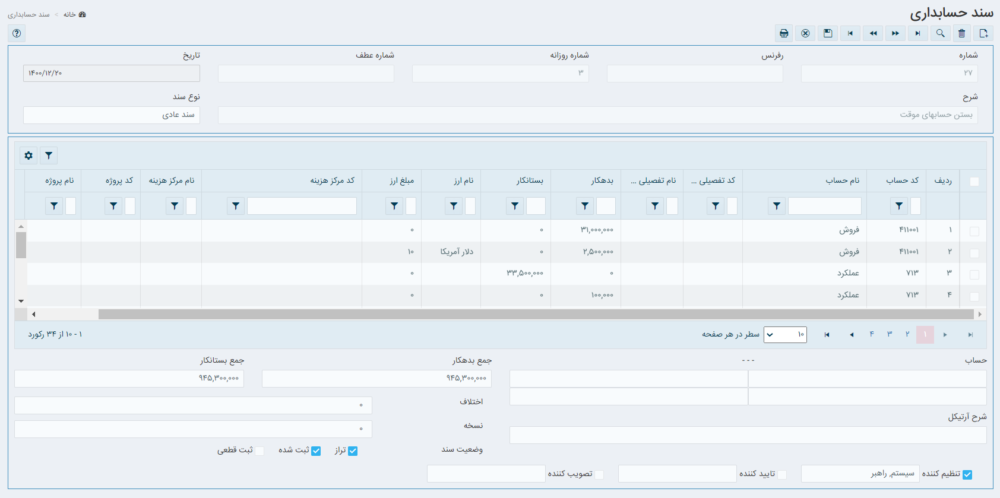 سند حسابداری
خانه > سند حسابداری
شماره
رفرنس
شماره روزانه
شماره عطف
تاریخ
۲۷
۳
۱۴۰۰/۱۲/۲۰
شرح
نوع سند
بستن حسابهای موقت
سند عادی
ردیف کد حساب نام حساب کد تفصیلی ... نام تفصیلی ... بدهکار بستانکار نام ارز مبلغ ارز کد مرکز هزینه نام مرکز هزینه کد پروژه نام پروژه
۱ ۴۱۱۰۰۱ فروش ۳۱,۰۰۰,۰۰۰ ۰ ۰
۲ ۴۱۱۰۰۱ فروش ۲,۵۰۰,۰۰۰ ۰ دلار آمریکا ۱۰
۳ ۷۱۳ عملکرد ۰ ۳۳,۵۰۰,۰۰۰ ۰
۴ ۷۱۳ عملکرد ۱۰۰,۰۰۰ ۰ ۰
۱ ۲ ۳ ۴ ۱۰ سطر در هر صفحه ۱ - ۱۰ از ۳۴ رکورد
حساب - - -
جمع بدهکار
جمع بستانکار
۹۴۵,۳۰۰,۰۰۰
۹۴۵,۳۰۰,۰۰۰
اختلاف ۰
شرح آرتیکل
نسخه ۰
وضعیت سند تراز ثبت شده ثبت قطعی
تنظیم کننده سیستم, راهبر تایید کننده تصویب کننده